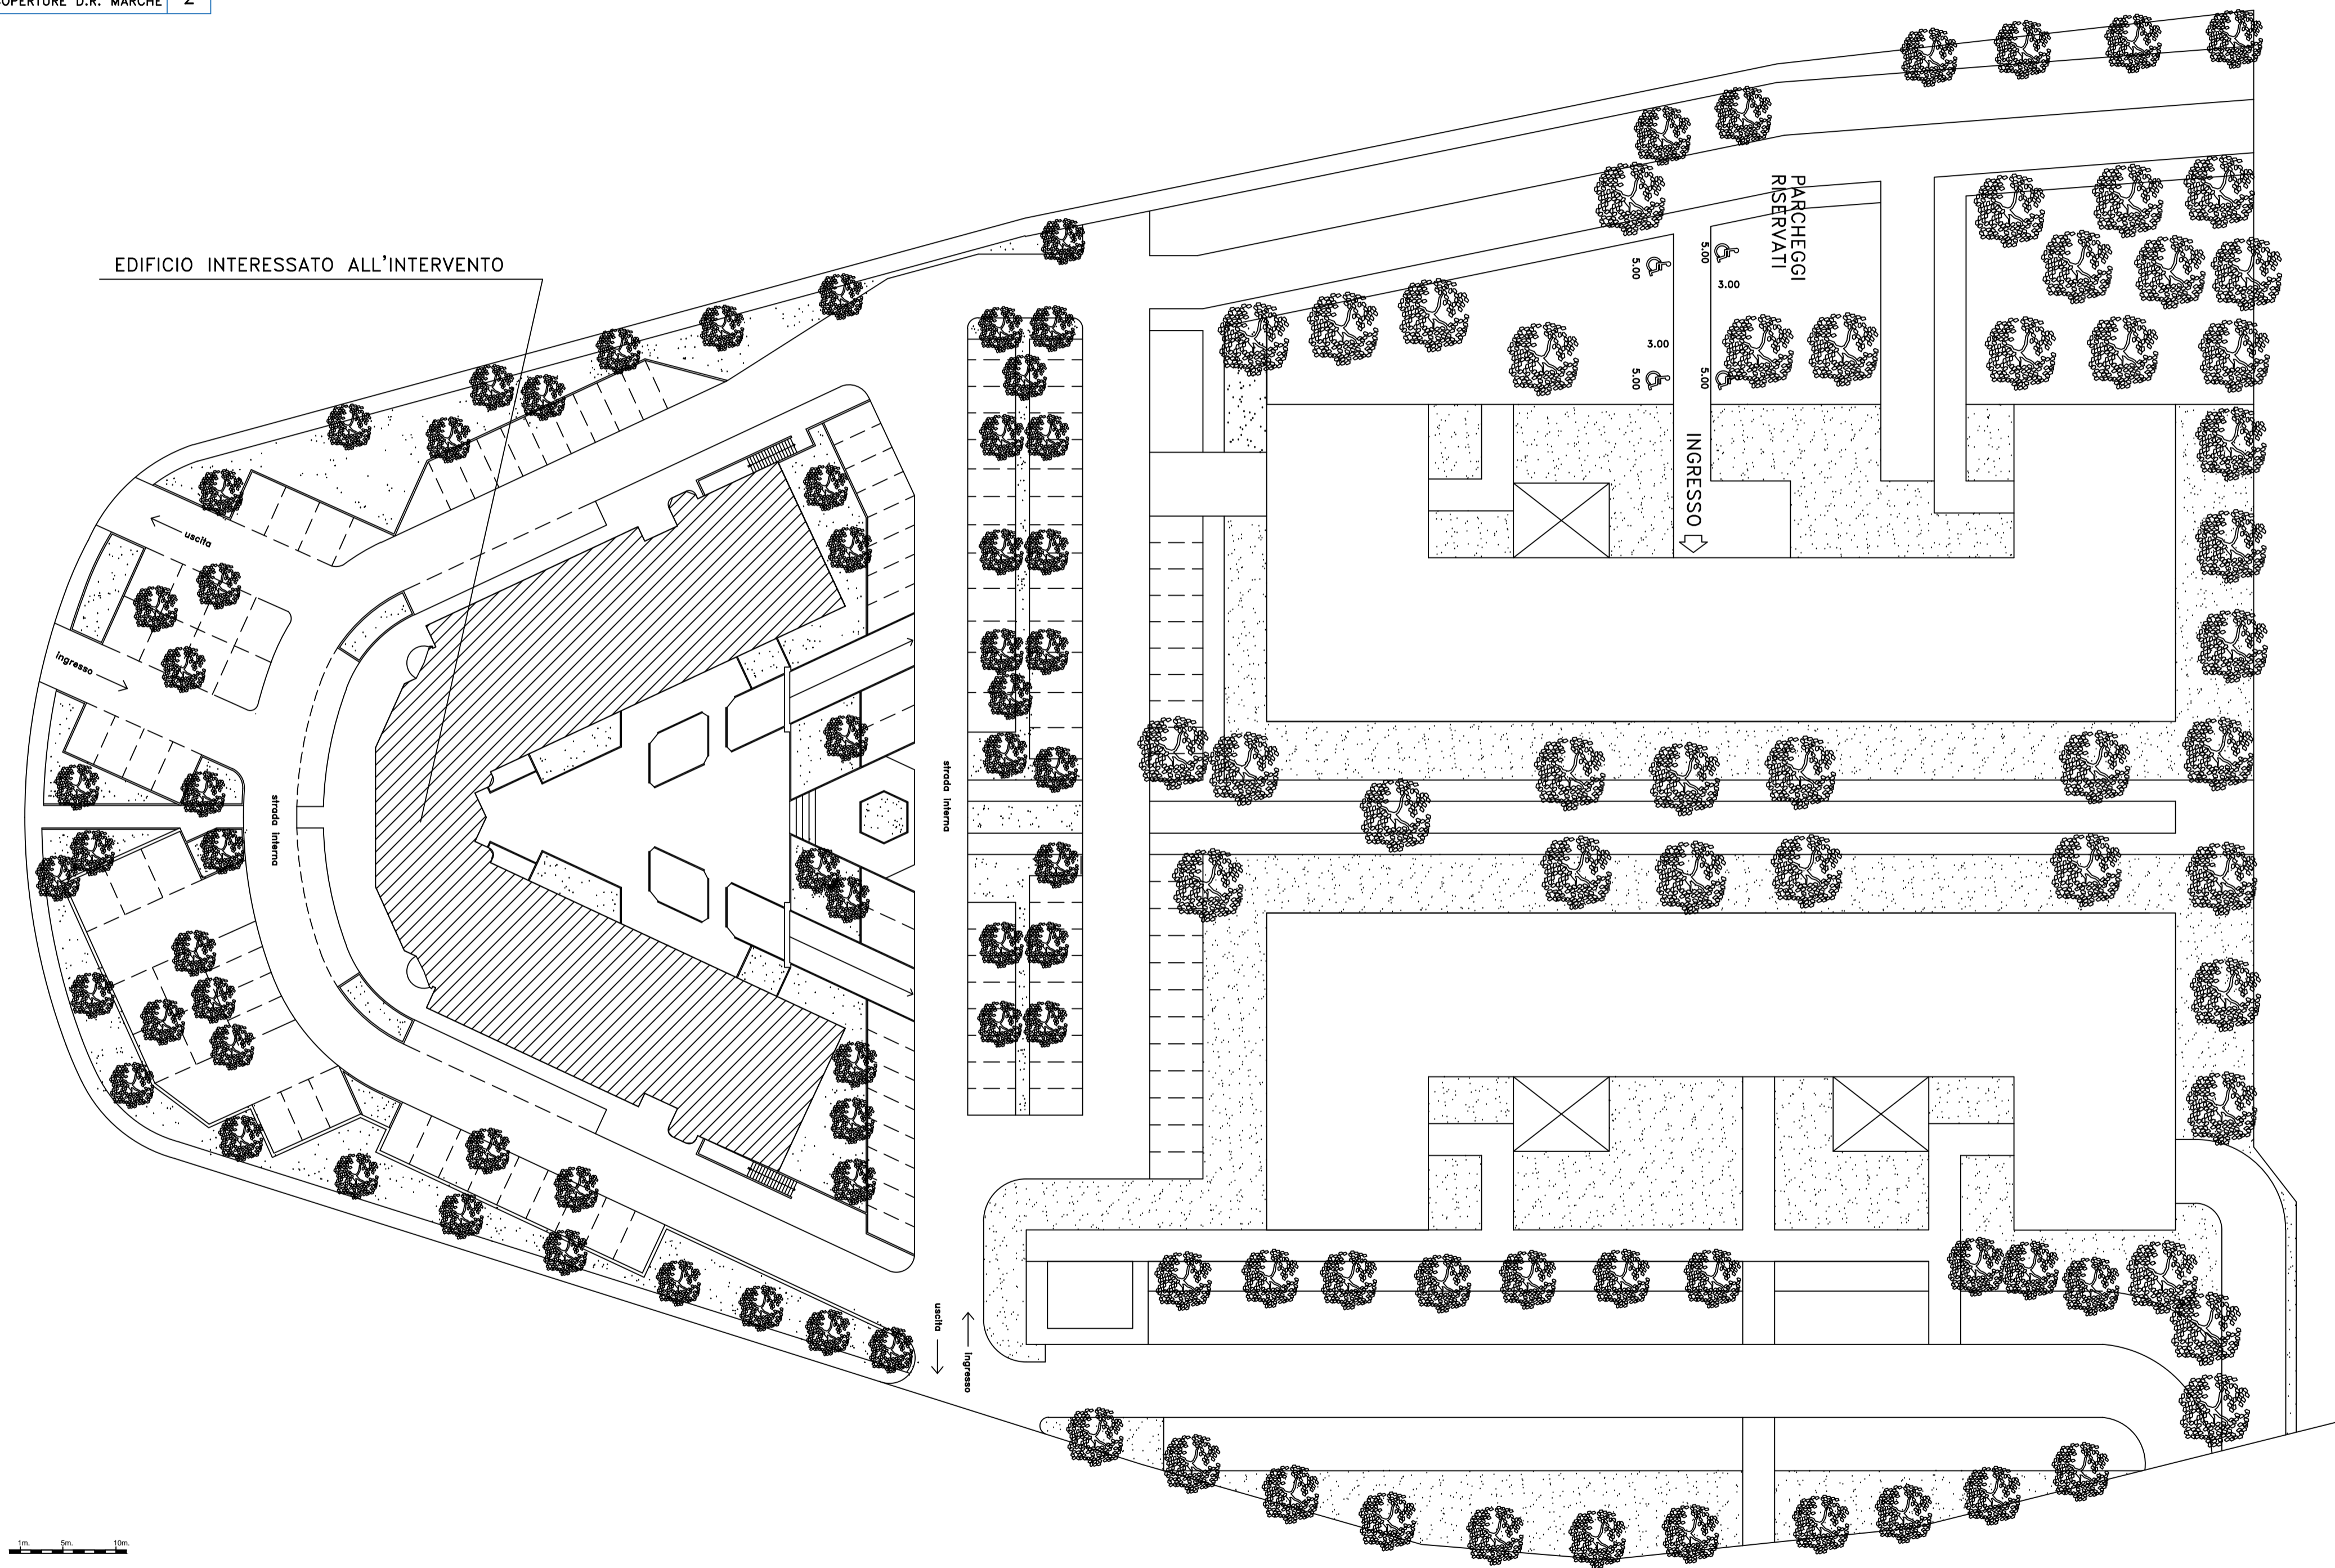 COPERTURE D.R. MARCHE 2
EDIFICIO INTERESSATO ALL'INTERVENTO
PARCHEGGI
RISERVATI
5.00
5.00
3.00
3.00
5.00
5.00
INGRESSO
uscita
ingresso
strada interna
strada interna
uscita
ingresso
1m. 5m. 10m.